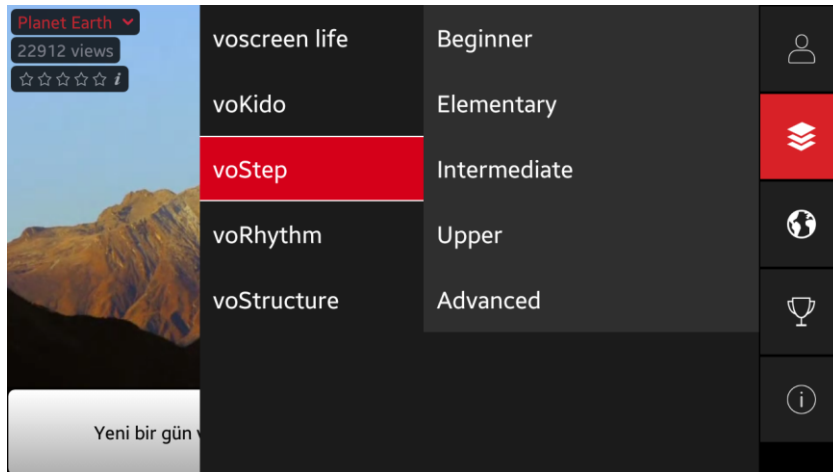 Planet Earth
22912 views
i
voscreen life
voKido
voStep
voRhythm
voStructure
Beginner
Elementary
Intermediate
Upper
Advanced
Yeni bir gün